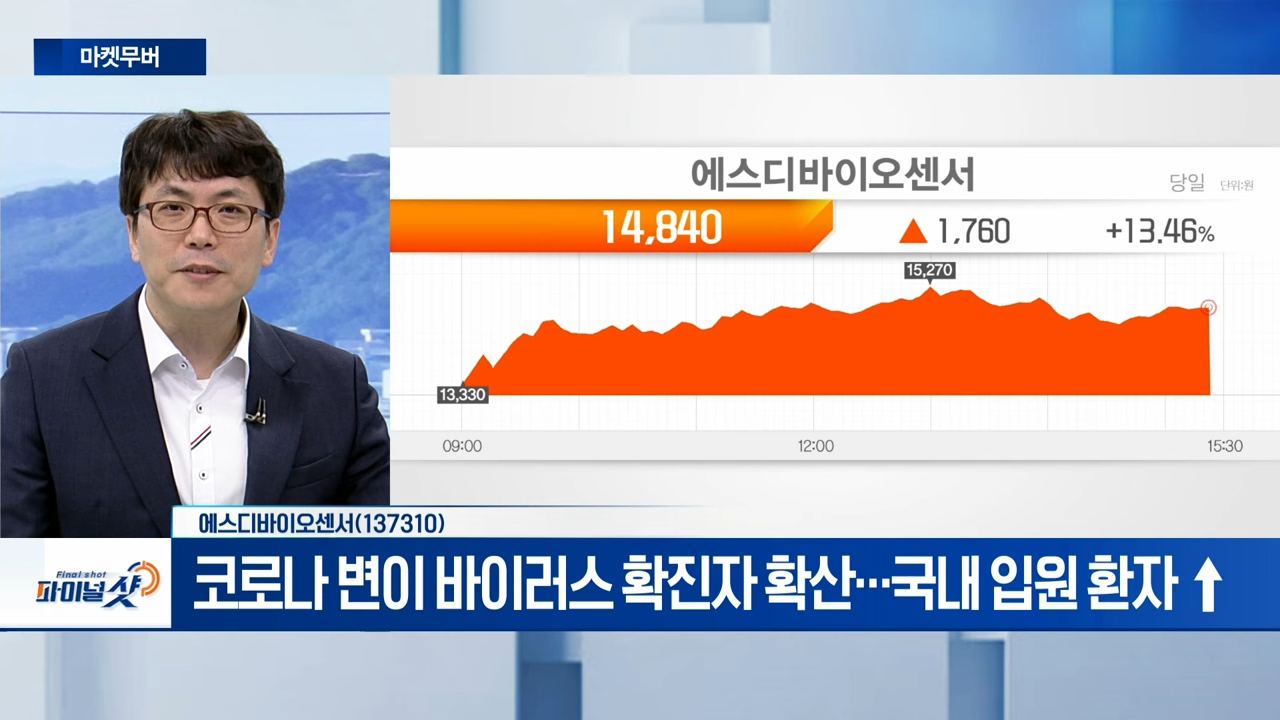 마켓무버
에스디바이오센서
당일 단위:원
14,840 ▲ 1,760 +13.46%
15,270
13,330
09:00 12:00 15:30
에스디바이오센서(137310)
Final shot
파이널샷
코로나 변이 바이러스 확진자 확산…국내 입원 환자↑